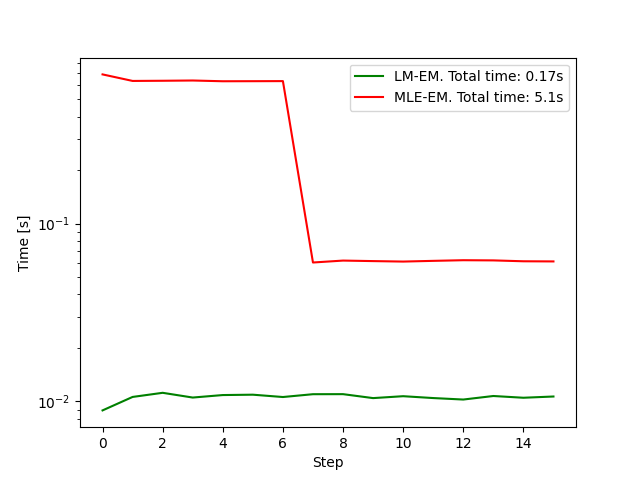 LM-EM. Total time: 0.17s
MLE-EM. Total time: 5.1s
Time [s]
10⁻¹
10⁻²
0 2 4 6 8 10 12 14
Step